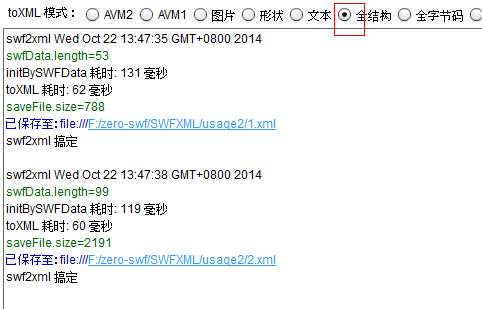 toXML 模式： AVM2 AVM1 图片 形状 文本 全结构 全字节码
swf2xml Wed Oct 22 13:47:35 GMT+0800 2014
swfData.length=53
initBySWFData 耗时: 131 毫秒
toXML 耗时: 62 毫秒
saveFile.size=788
已保存至: file:///F:/zero-swf/SWFXML/usage2/1.xml
swf2xml 搞定
swf2xml Wed Oct 22 13:47:38 GMT+0800 2014
swfData.length=99
initBySWFData 耗时: 119 毫秒
toXML 耗时: 60 毫秒
saveFile.size=2191
已保存至: file:///F:/zero-swf/SWFXML/usage2/2.xml
swf2xml 搞定